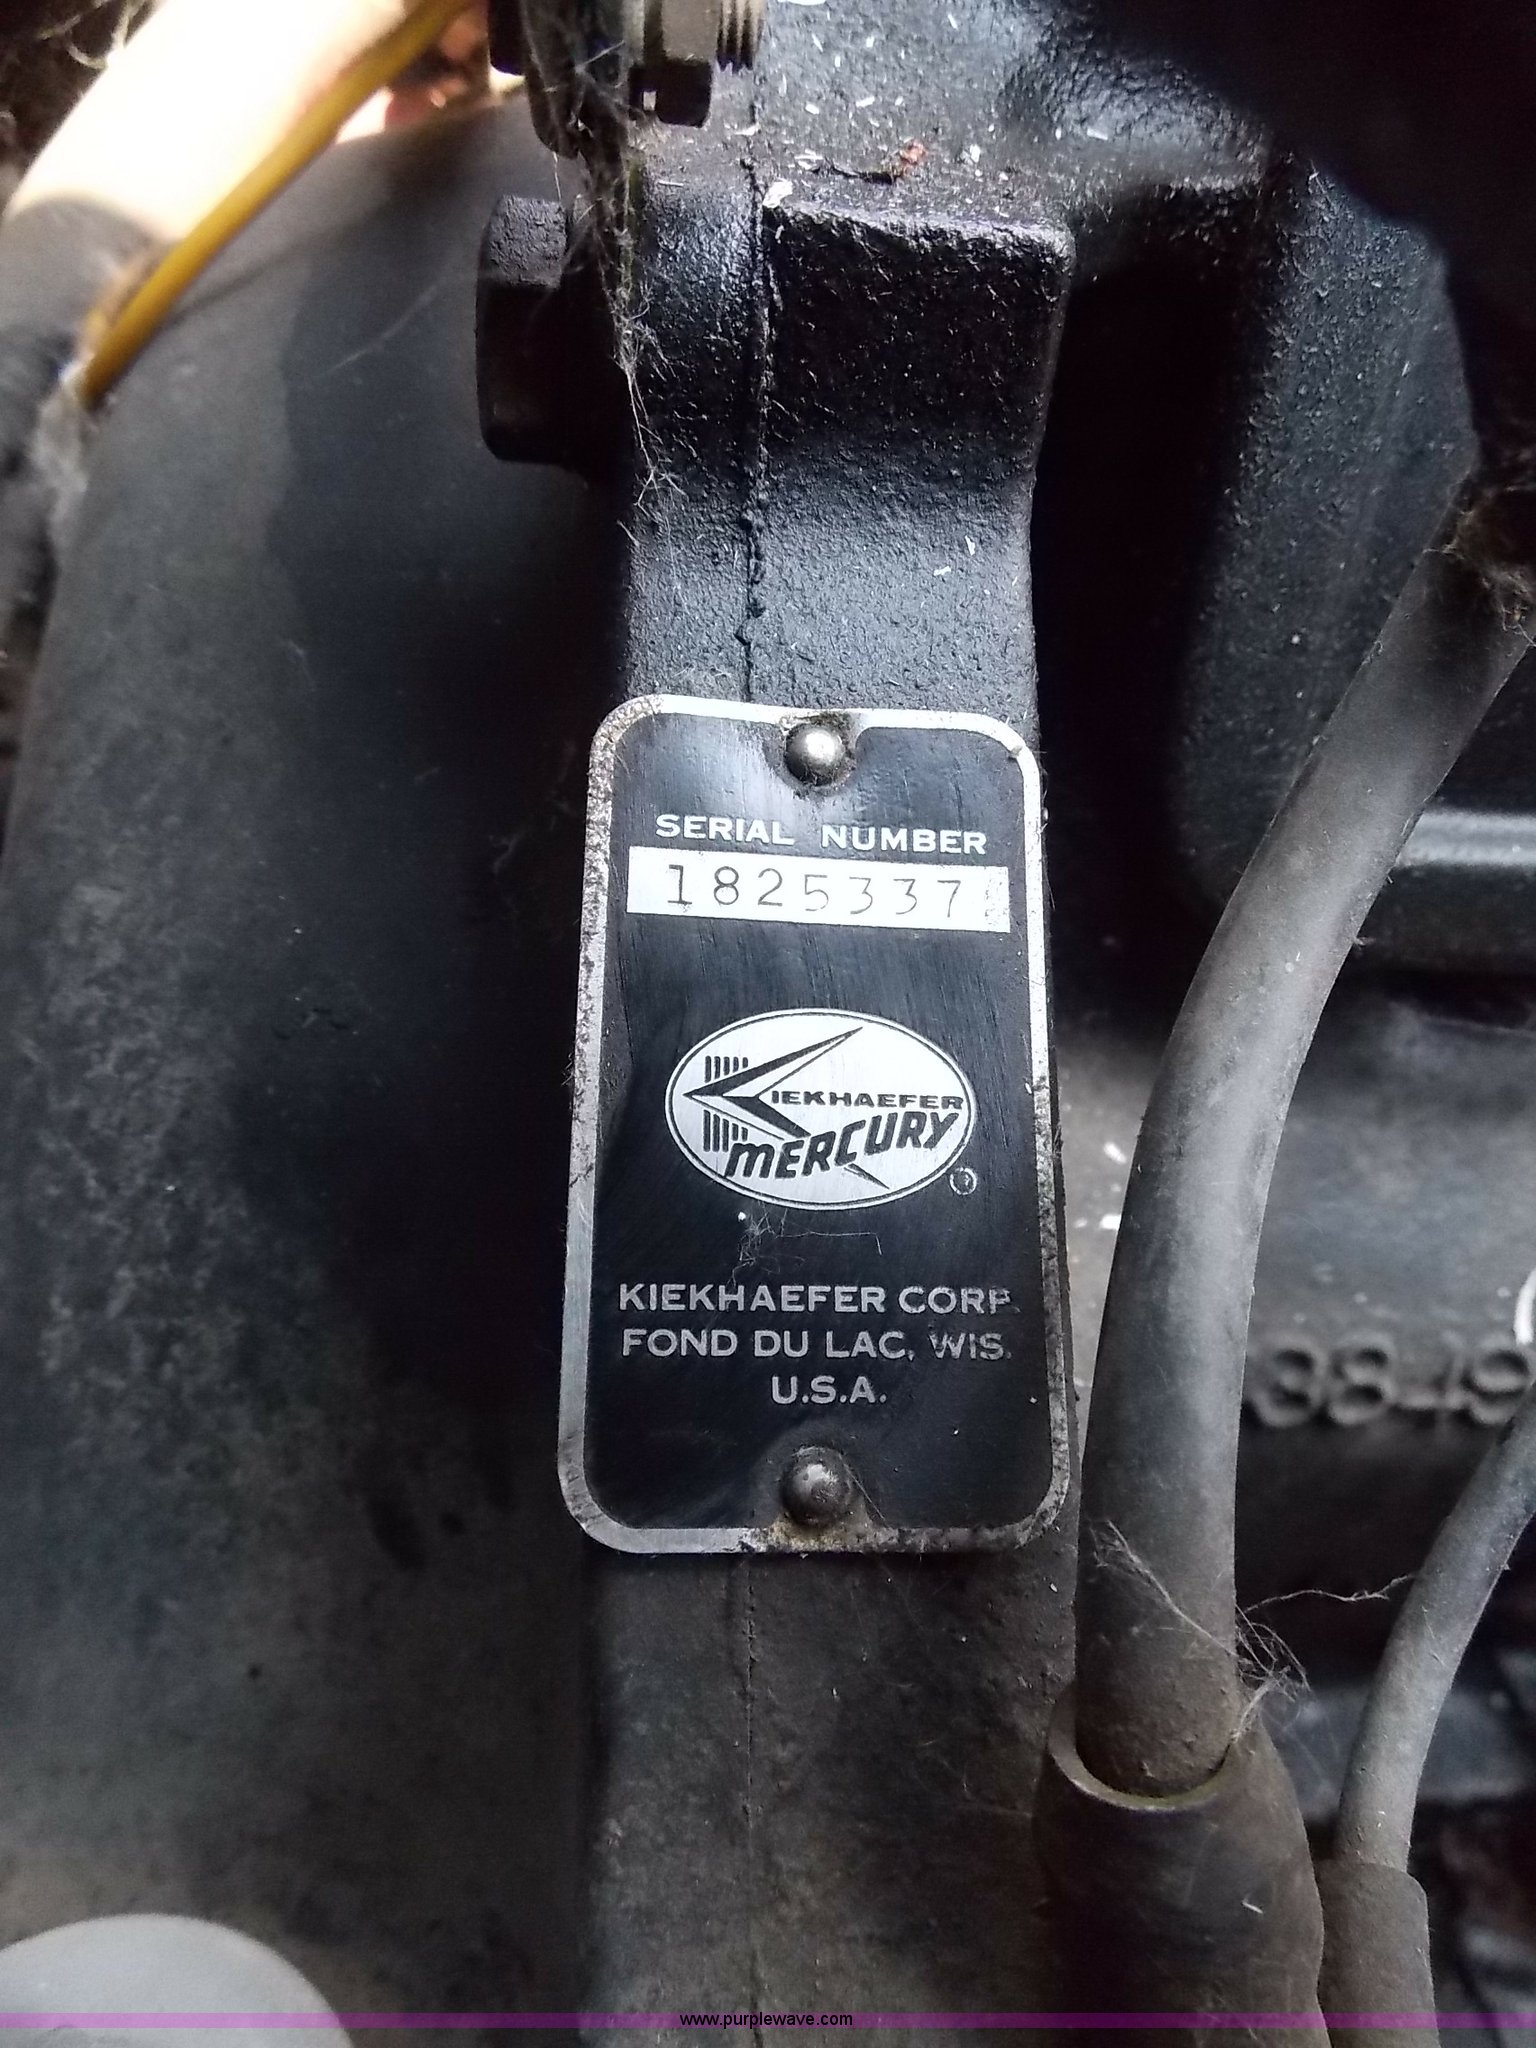 SERIAL NUMBER
1825337
KIEKHAEFER
MERCURY
®
KIEKHAEFER CORP.
FOND DU LAC, WIS.
U.S.A.
www.purplewave.com